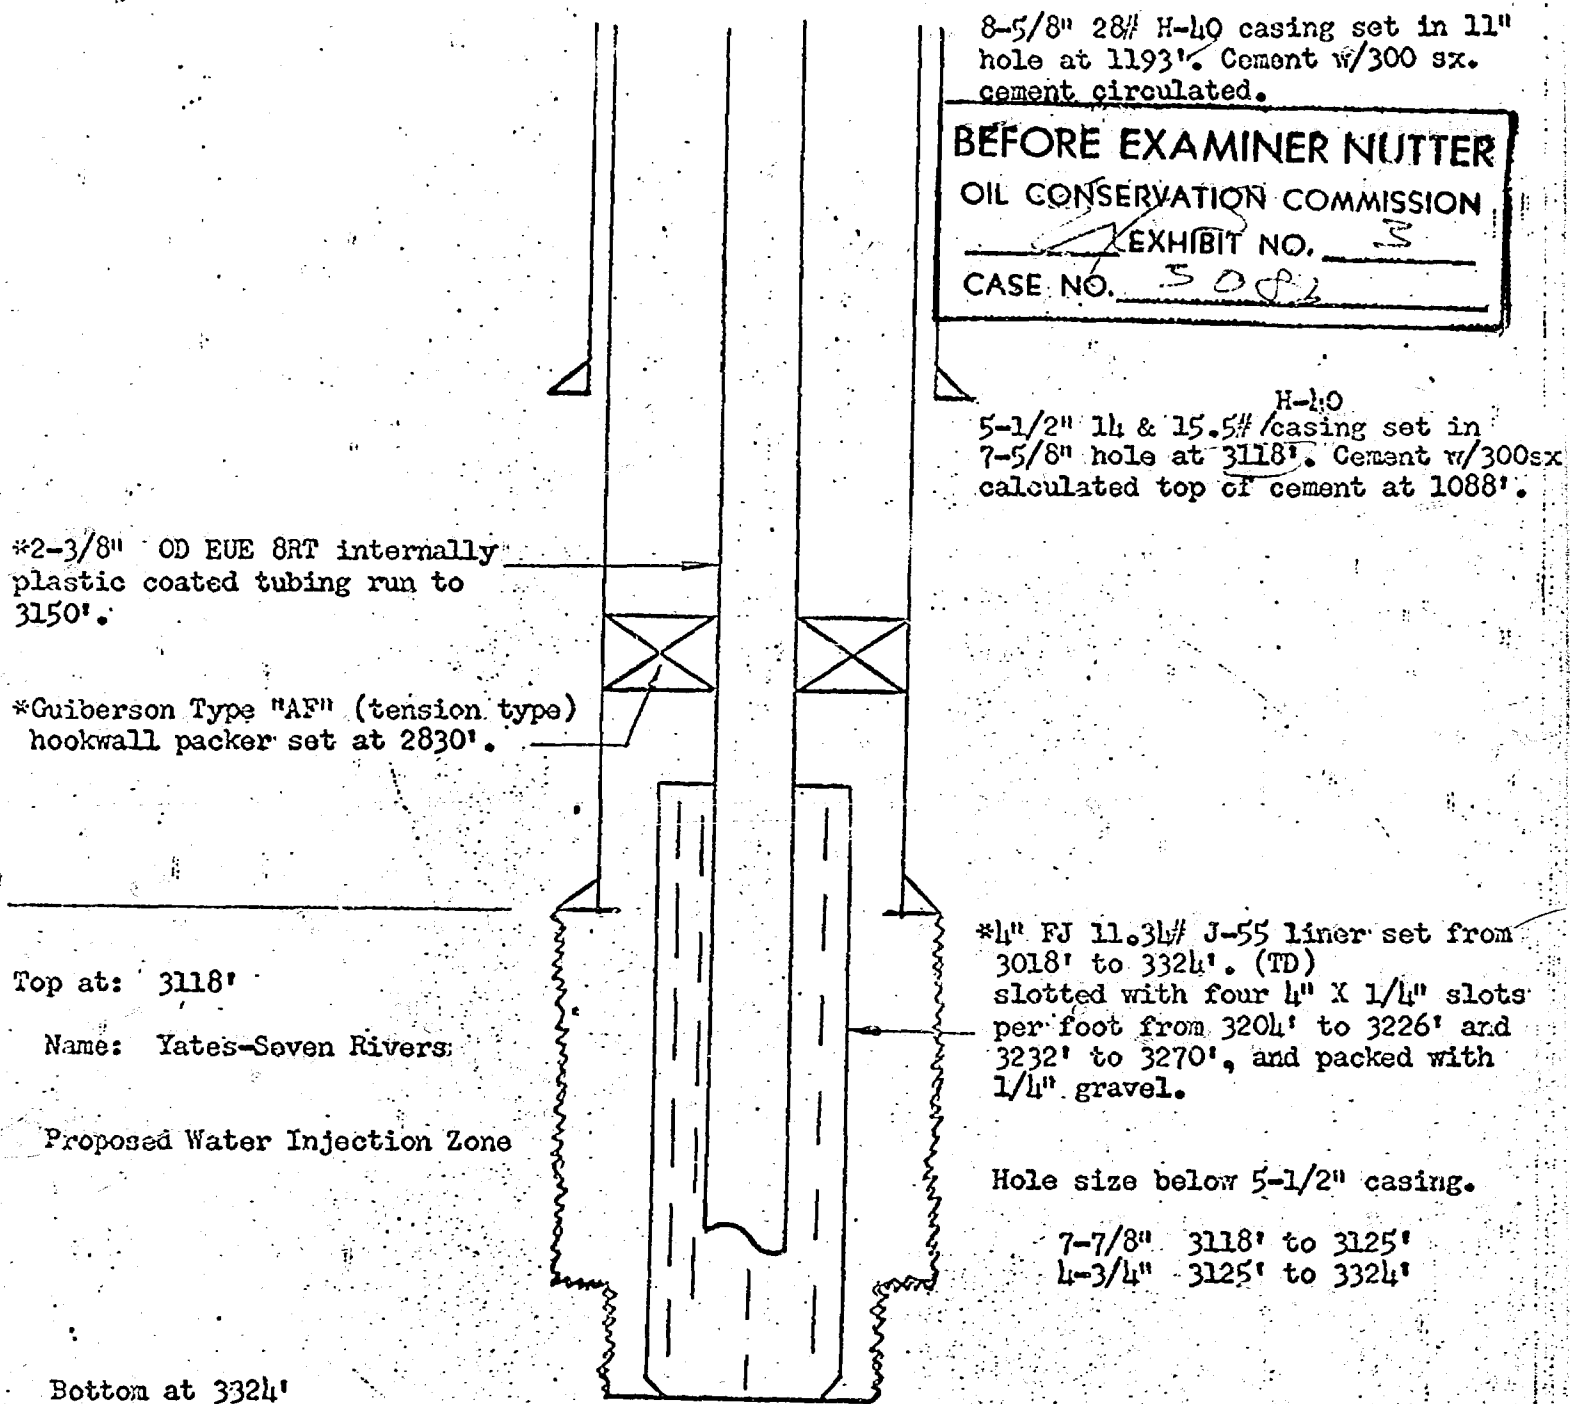 8-5/8" 28# H-40 casing set in 11"
hole at 1193'. Cement w/300 sx.
cement circulated.
BEFORE EXAMINER NUTTER
OIL CONSERVATION COMMISSION
EXHIBIT NO. 3
CASE NO.
H-40
5-1/2" 14 & 15.5# /casing set in
7-5/8" hole at 3118'. Cement w/300sx
calculated top of cement at 1088'.
*2-3/8" OD EUE 8RT internally
plastic coated tubing run to
3150'.
*Guiberson Type "AF" (tension type)
hookwall packer set at 2830'.
*4" FJ 11.34# J-55 liner set from
3018' to 3324'. (TD)
slotted with four 4" X 1/4" slots
per foot from 3204' to 3226' and
3232' to 3270', and packed with
1/4" gravel.
Top at: 3118'
Name: Yates-Seven Rivers
Proposed Water Injection Zone
Hole size below 5-1/2" casing.
7-7/8" 3118' to 3125'
4-3/4" 3125' to 3324'
Bottom at 3324'